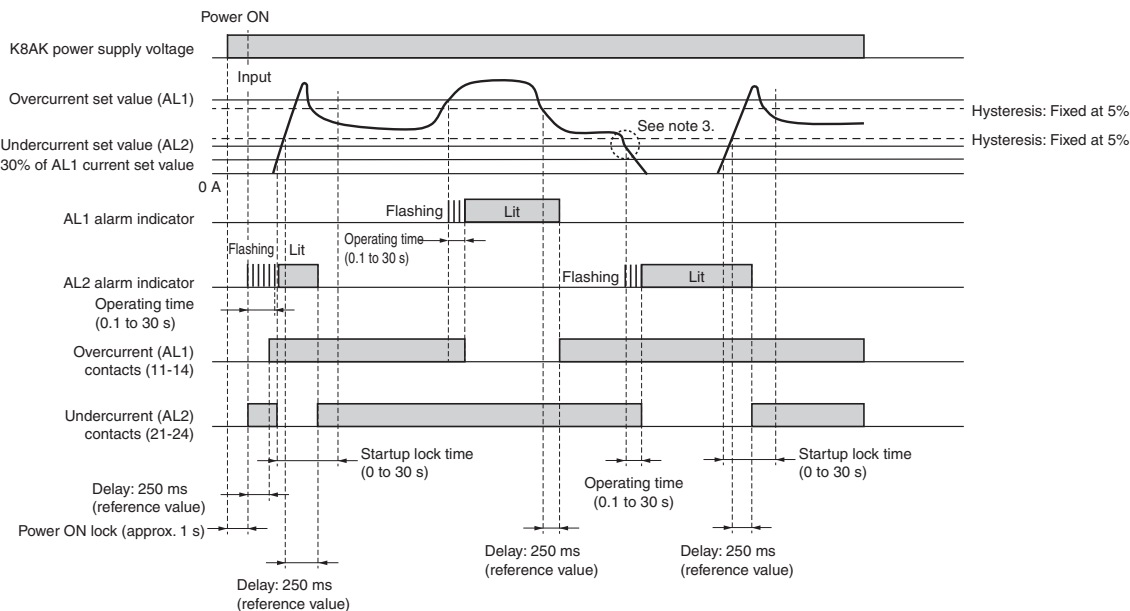 Power ON
K8AK power supply voltage
Input
Overcurrent set value (AL1)
Hysteresis: Fixed at 5%
See note 3.
Undercurrent set value (AL2)
Hysteresis: Fixed at 5%
30% of AL1 current set value
0 A
AL1 alarm indicator
Flashing
Lit
Operating time
(0.1 to 30 s)
Flashing
Lit
AL2 alarm indicator
Flashing
Lit
Operating time
(0.1 to 30 s)
Overcurrent (AL1)
contacts (11-14)
Undercurrent (AL2)
contacts (21-24)
Startup lock time
(0 to 30 s)
Startup lock time
(0 to 30 s)
Operating time
(0.1 to 30 s)
Delay: 250 ms
(reference value)
Power ON lock (approx. 1 s)
Delay: 250 ms
(reference value)
Delay: 250 ms
(reference value)
Delay: 250 ms
(reference value)